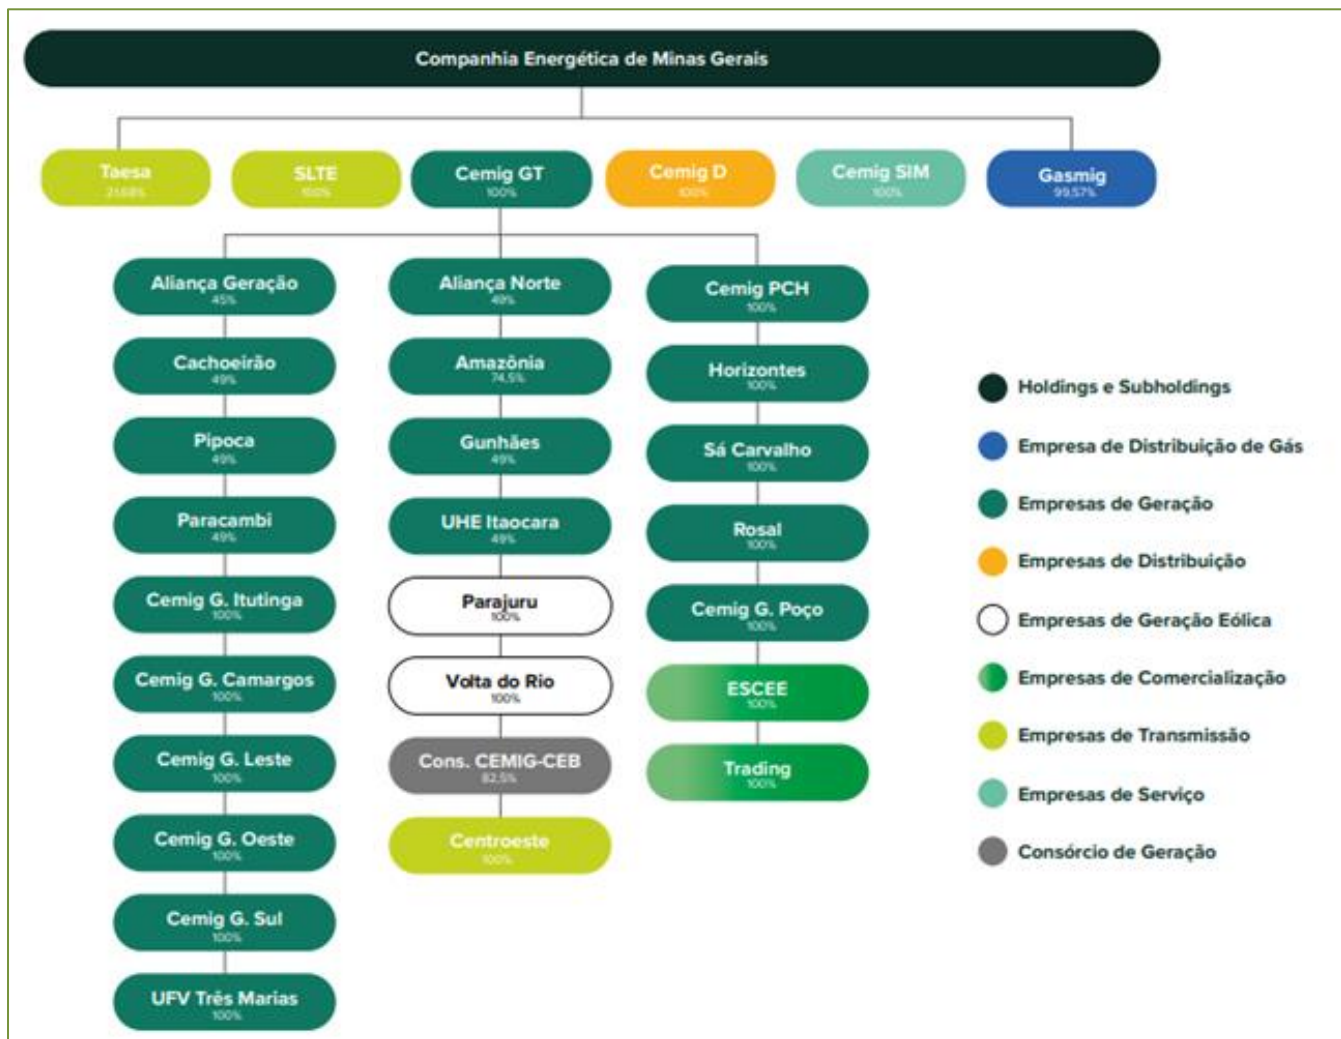 Companhia Energética de Minas Gerais
Taesa
21,68%
SLTE
100%
Cemig GT
100%
Cemig D
100%
Cemig SIM
100%
Gasmig
99,57%
Aliança Geração
45%
Cachoeirão
49%
Pipoca
49%
Paracambi
49%
Cemig G. Itutinga
100%
Cemig G. Camargos
100%
Cemig G. Leste
100%
Cemig G. Oeste
100%
Cemig G. Sul
100%
UFV Três Marias
100%
Aliança Norte
49%
Amazônia
74,5%
Gunhães
49%
UHE Itaocara
49%
Parajuru
100%
Volta do Rio
100%
Cons. CEMIG-CEB
82,5%
Centroeste
100%
Cemig PCH
100%
Horizontes
100%
Sá Carvalho
100%
Rosal
100%
Cemig G. Poço
100%
ESCEE
100%
Trading
100%
Holdings e Subholdings
Empresa de Distribuição de Gás
Empresas de Geração
Empresas de Distribuição
Empresas de Geração Eólica
Empresas de Comercialização
Empresas de Transmissão
Empresas de Serviço
Consórcio de Geração